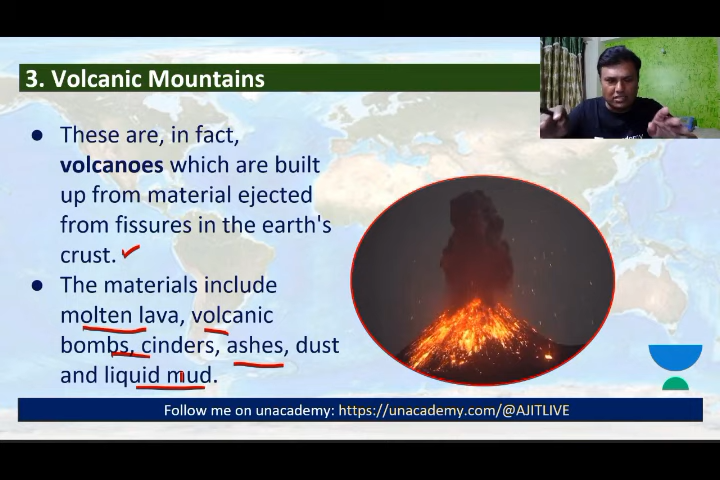 3. Volcanic Mountains
● These are, in fact,
volcanoes which are built
up from material ejected
from fissures in the earth's
crust.
● The materials include
molten lava, volcanic
bombs, cinders, ashes, dust
and liquid mud.
Follow me on unacademy: https://unacademy.com/@AJITLIVE